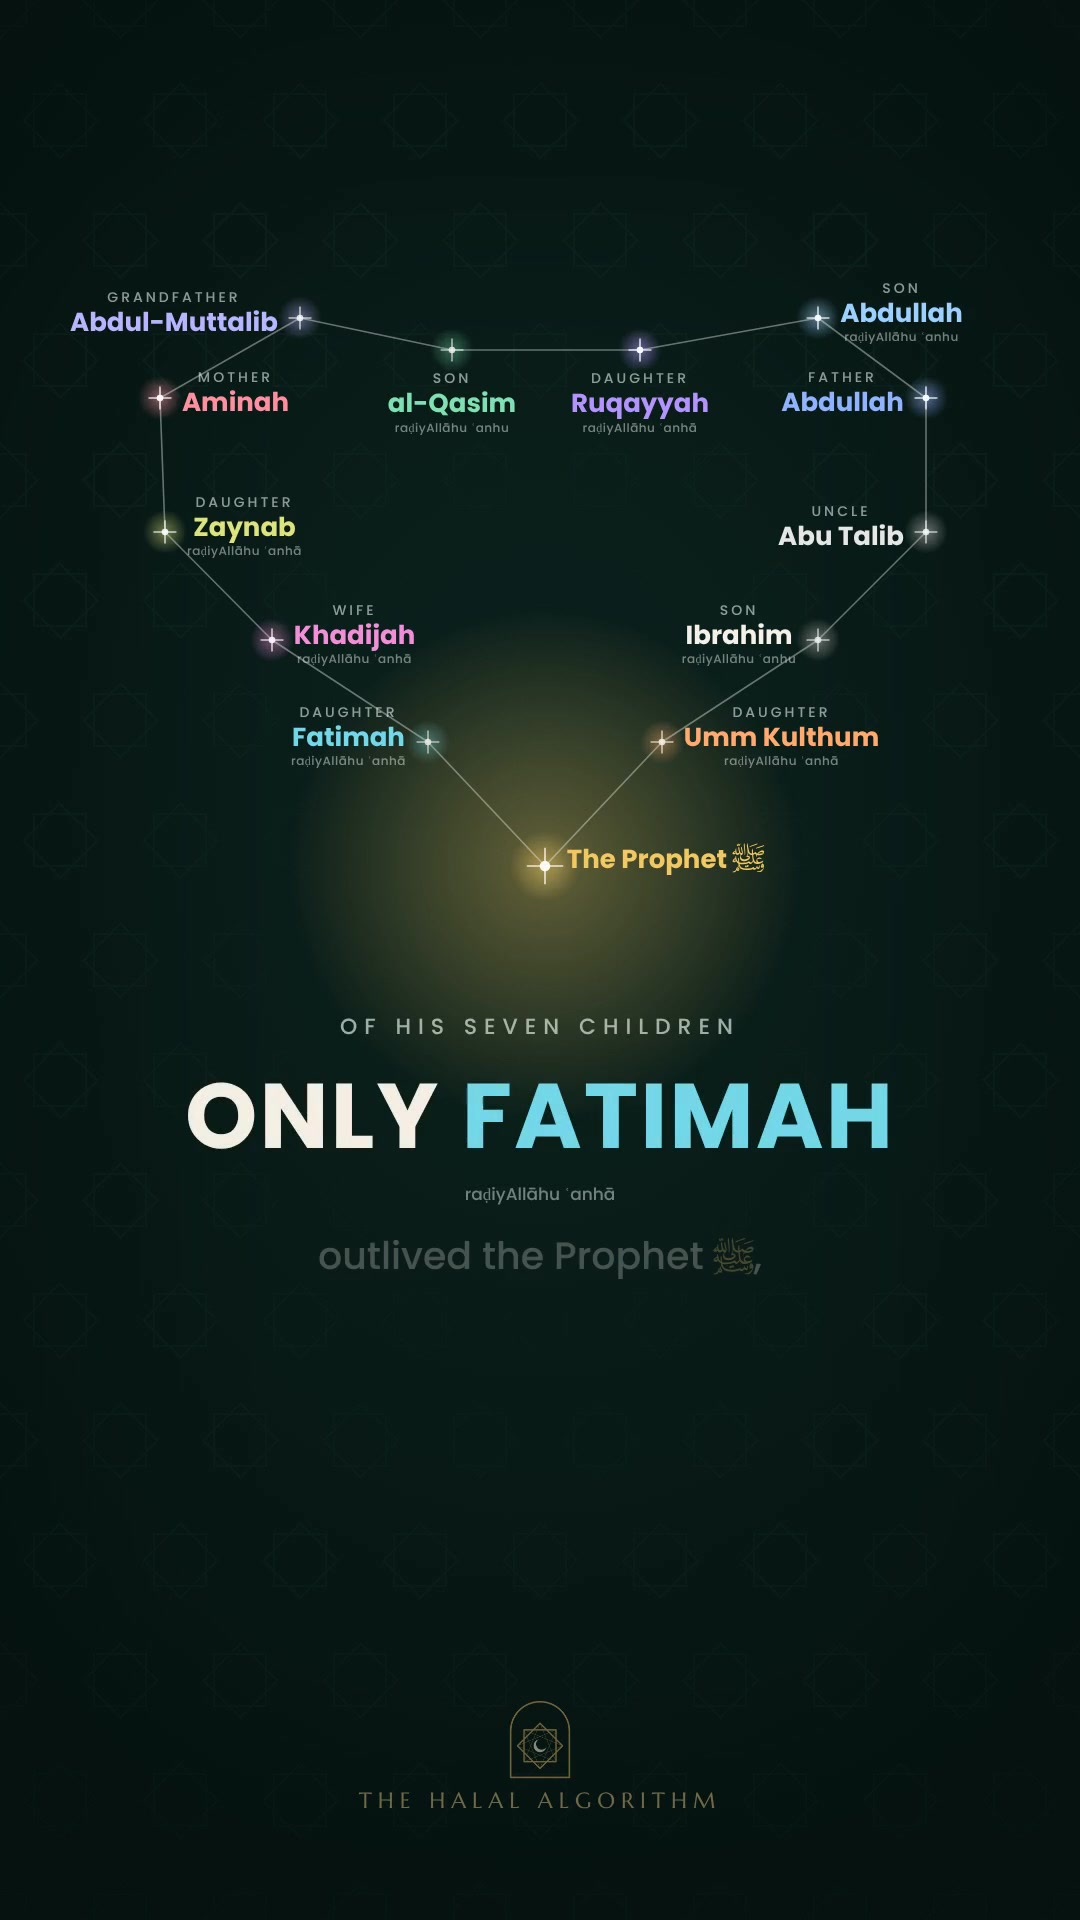 GRANDFATHER
Abdul-Muttalib
SON
Abdullah
raḍiyAllāhu ʿanhu
MOTHER
Aminah
SON
al-Qasim
raḍiyAllāhu ʿanhu
DAUGHTER
Ruqayyah
raḍiyAllāhu ʿanhā
FATHER
Abdullah
DAUGHTER
Zaynab
raḍiyAllāhu ʿanhā
UNCLE
Abu Talib
WIFE
Khadijah
raḍiyAllāhu ʿanhā
SON
Ibrahim
raḍiyAllāhu ʿanhu
DAUGHTER
Fatimah
raḍiyAllāhu ʿanhā
DAUGHTER
Umm Kulthum
raḍiyAllāhu ʿanhā
The Prophet ﷺ
OF HIS SEVEN CHILDREN
ONLY FATIMAH
raḍiyAllāhu ʿanhā
outlived the Prophet ﷺ,
THE HALAL ALGORITHM